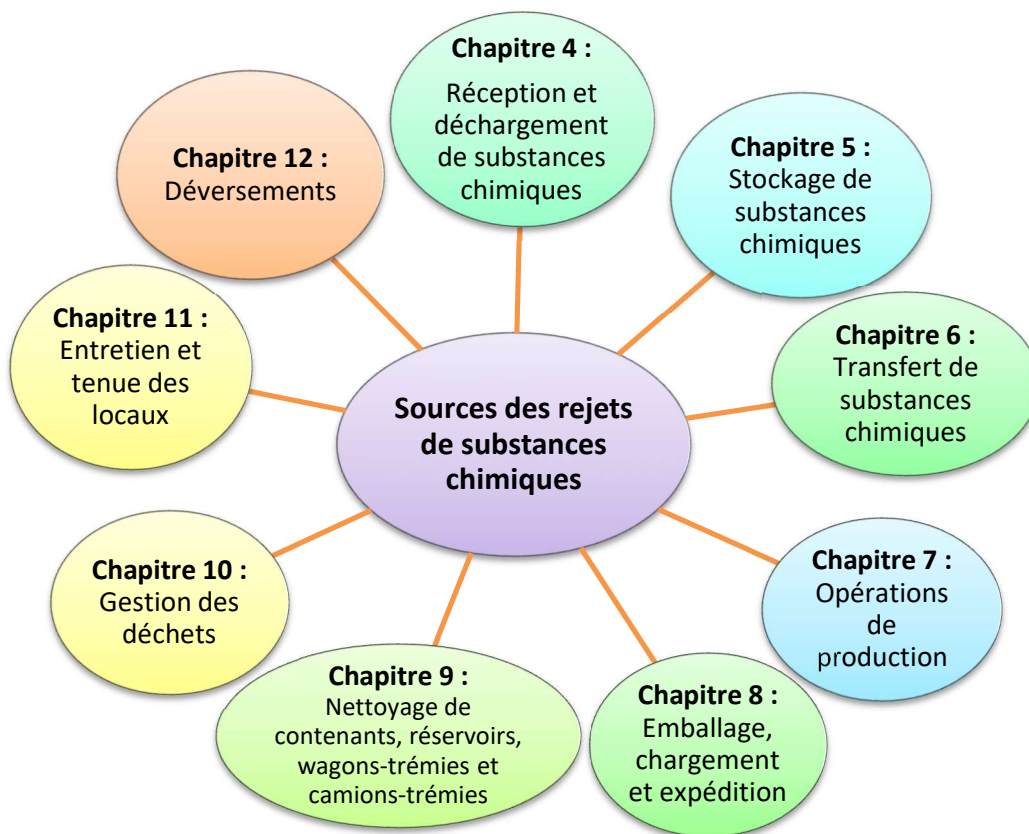 Chapitre 4 :
Réception et
déchargement
de substances
chimiques
Chapitre 5 :
Stockage de
substances
chimiques
Chapitre 6 :
Transfert de
substances
chimiques
Chapitre 7 :
Opérations
de
production
Chapitre 8 :
Emballage,
chargement
et expédition
Chapitre 9 :
Nettoyage de
contenants, réservoirs,
wagons-trémies et
camions-trémies
Chapitre 10 :
Gestion des
déchets
Chapitre 11 :
Entretien et
tenue des
locaux
Chapitre 12 :
Déversements
Sources des rejets
de substances
chimiques